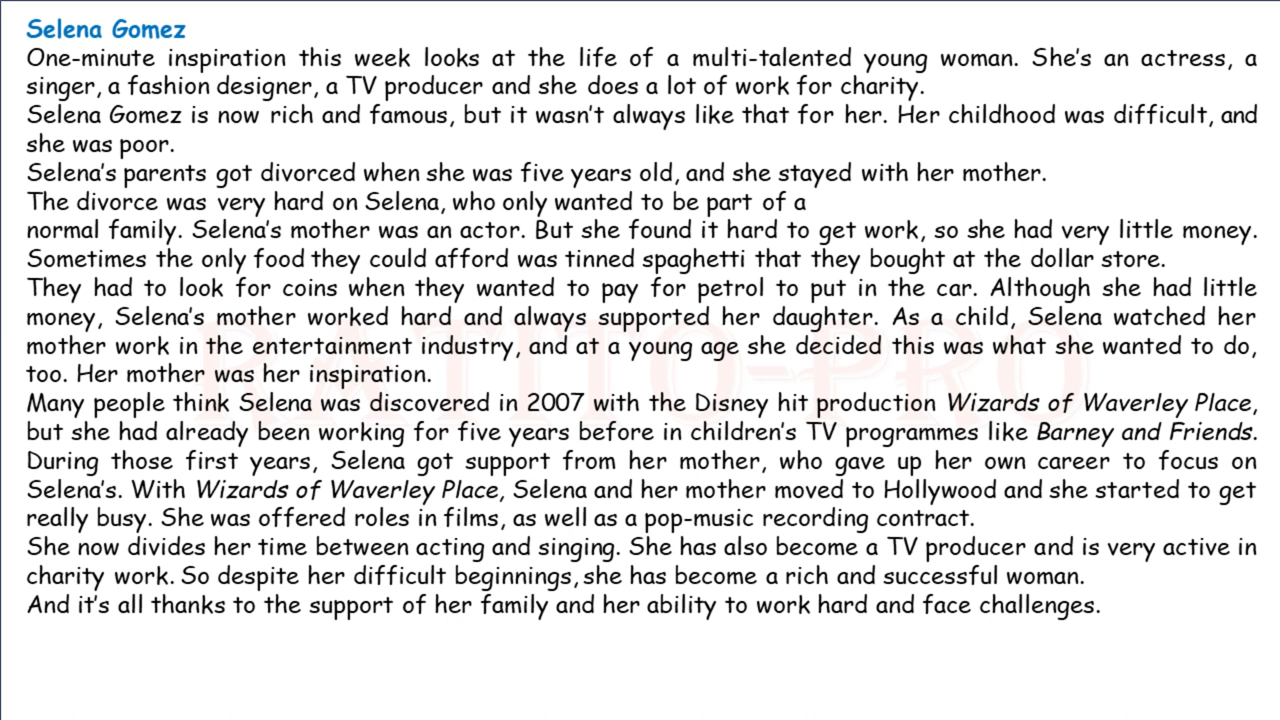 Selena Gomez
One-minute inspiration this week looks at the life of a multi-talented young woman. She's an actress, a
singer, a fashion designer, a TV producer and she does a lot of work for charity.
Selena Gomez is now rich and famous, but it wasn't always like that for her. Her childhood was difficult, and
she was poor.
Selena's parents got divorced when she was five years old, and she stayed with her mother.
The divorce was very hard on Selena, who only wanted to be part of a
normal family. Selena's mother was an actor. But she found it hard to get work, so she had very little money.
Sometimes the only food they could afford was tinned spaghetti that they bought at the dollar store.
They had to look for coins when they wanted to pay for petrol to put in the car. Although she had little
money, Selena's mother worked hard and always supported her daughter. As a child, Selena watched her
mother work in the entertainment industry, and at a young age she decided this was what she wanted to do,
too. Her mother was her inspiration.
Many people think Selena was discovered in 2007 with the Disney hit production Wizards of Waverley Place,
but she had already been working for five years before in children's TV programmes like Barney and Friends.
During those first years, Selena got support from her mother, who gave up her own career to focus on
Selena's. With Wizards of Waverley Place, Selena and her mother moved to Hollywood and she started to get
really busy. She was offered roles in films, as well as a pop-music recording contract.
She now divides her time between acting and singing. She has also become a TV producer and is very active in
charity work. So despite her difficult beginnings, she has become a rich and successful woman.
And it's all thanks to the support of her family and her ability to work hard and face challenges.